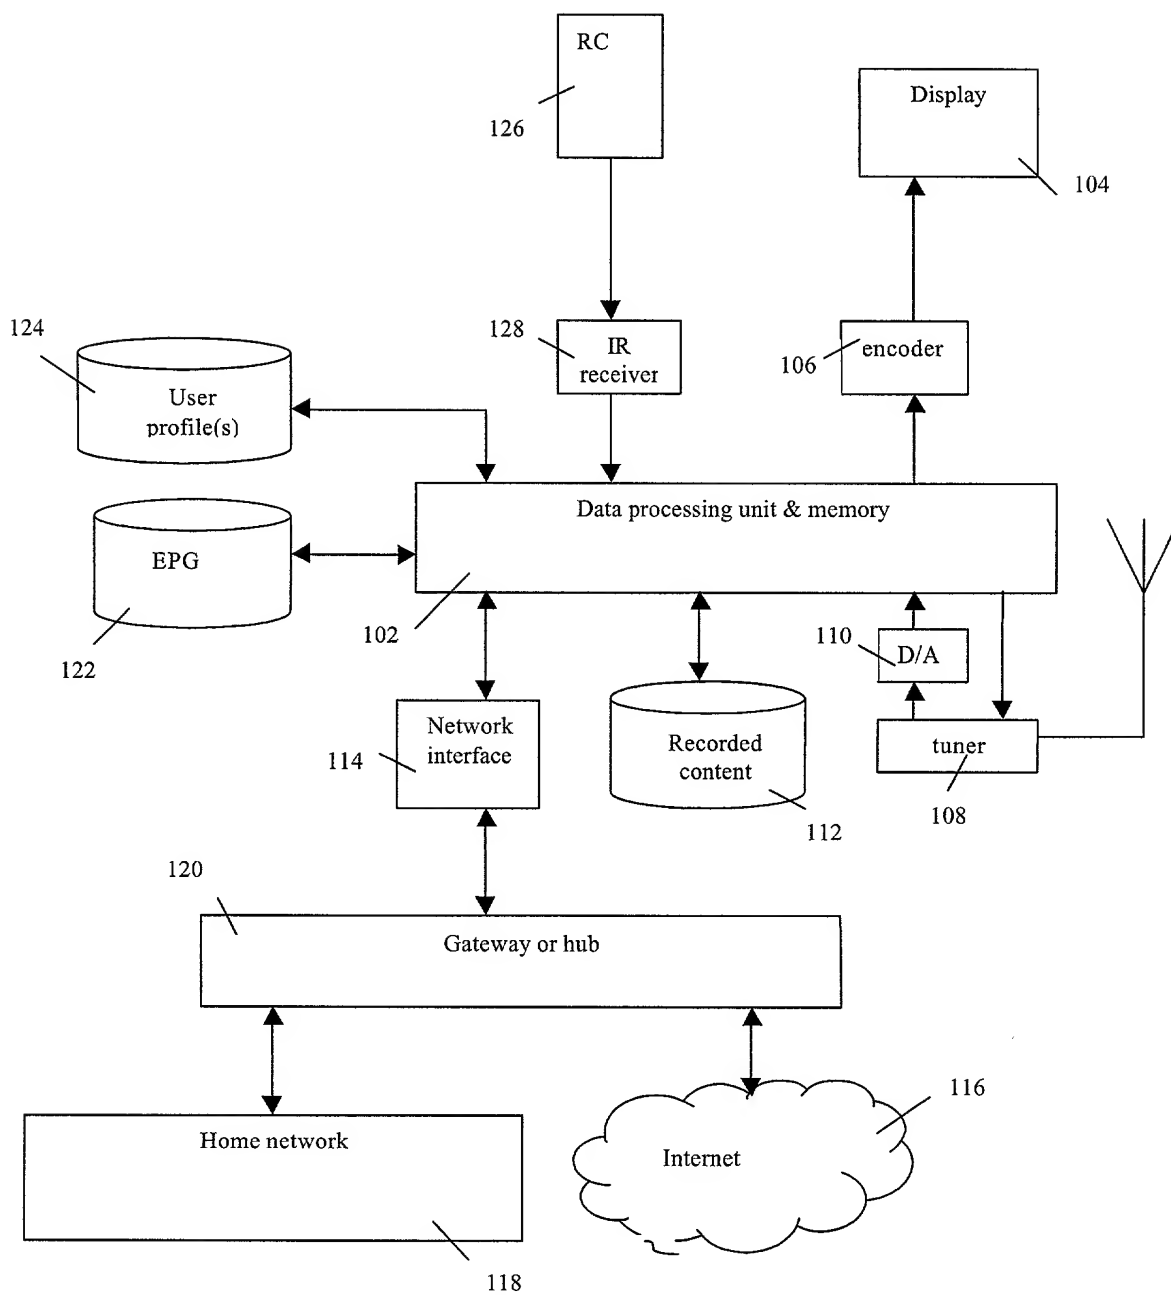 RC
126
Display
104
124
128
IR
receiver
106
encoder
User
profile(s)
Data processing unit & memory
EPG
122
102
110
D/A
Network
interface
114
Recorded
content
tuner
108
112
120
Gateway or hub
116
Home network
Internet
118